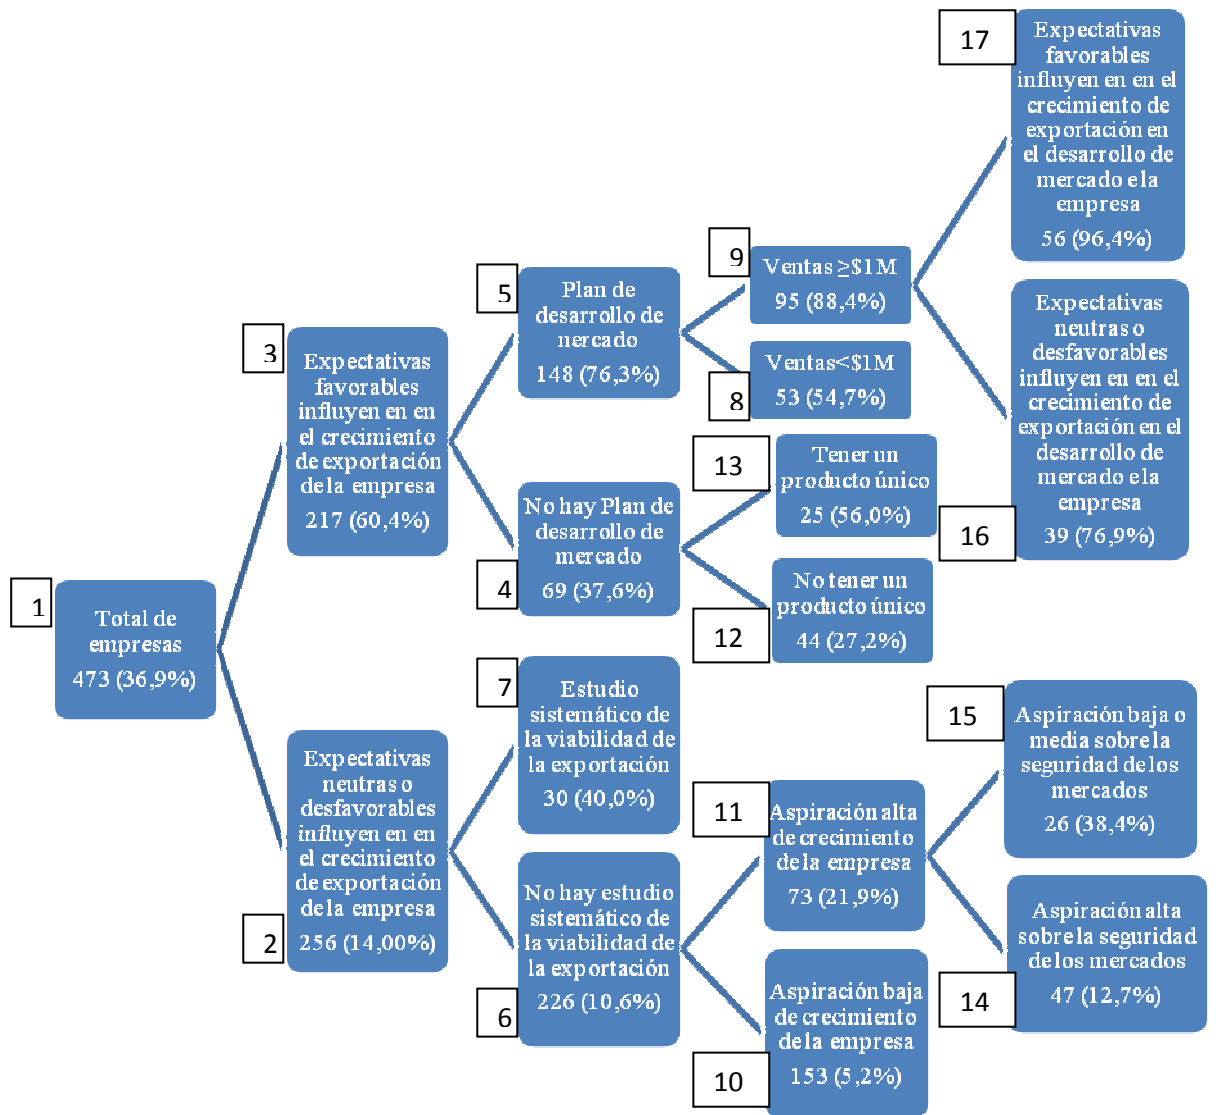 17
Expectativas
favorables
influyen en en el
crecimiento de
exportación en
el desarrollo de
mercado e la
empresa
56 (96,4%)
9
Ventas ≥$1M
95 (88,4%)
5
Plan de
desarrollo de
nercado
148 (76,3%)
Expectativas
neutras o
desfavorables
influyen en en el
crecimiento de
exportación en el
desarrollo de
mercado e la
empresa
39 (76,9%)
16
3
Expectativas
favorables
influyen en en
el crecimiento
de exportación
de la empresa
217 (60,4%)
Ventas<$1M
53 (54,7%)
8
13
Tener un
producto único
25 (56,0%)
No hay Plan de
desarrollo de
mercado
69 (37,6%)
4
No tener un
producto único
44 (27,2%)
12
1
Total de
empresas
473 (36,9%)
7
Estudio
sistemático de
la viabilidad de
la exportación
30 (40,0%)
15
Aspiración baja o
media sobre la
seguridad de los
mercados
26 (38,4%)
Expectativas
neutras o
desfavorables
influyen en en
el crecimiento
de exportación
de la empresa
256 (14,00%)
2
11
Aspiración alta
de crecimiento
de la empresa
73 (21,9%)
No hay estudio
sistemático de
la viabilidad de
la exportación
226 (10,6%)
6
Aspiración alta
sobre la seguridad
de los mercados
47 (12,7%)
14
Aspiración baja
de crecimiento
de la empresa
153 (5,2%)
10